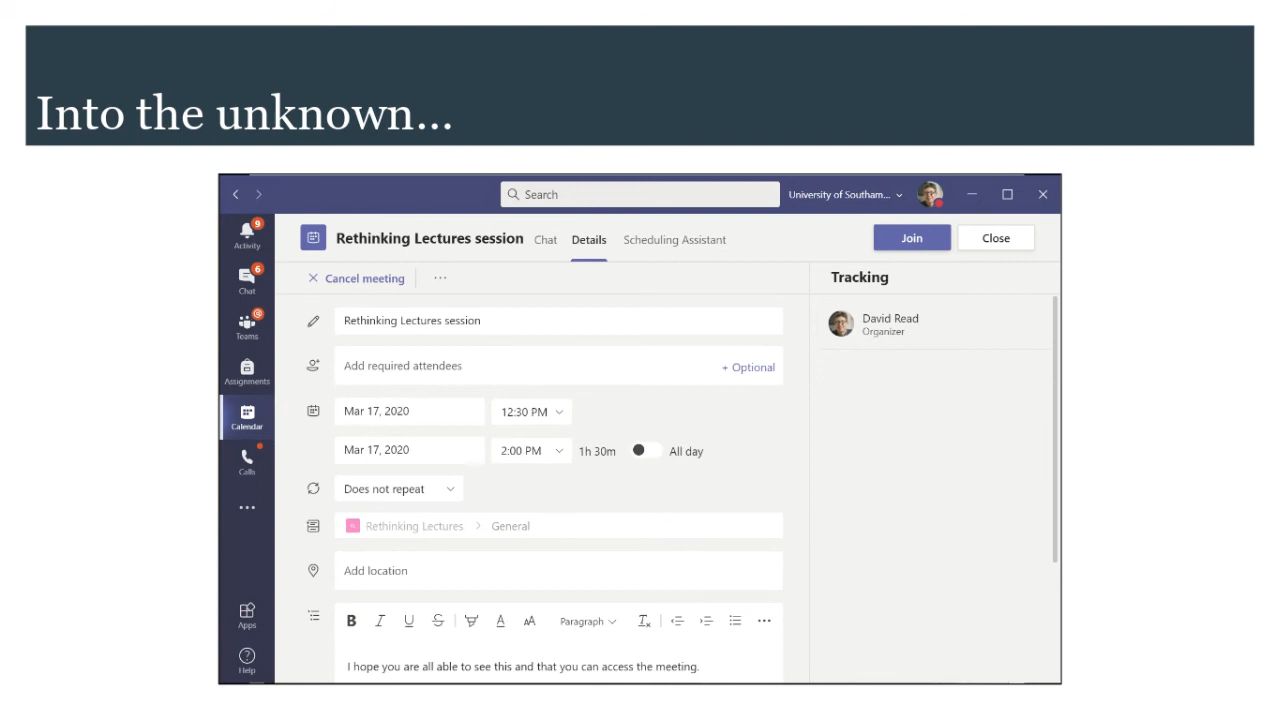 Into the unknown...
Search
University of Southam...
Activity
9
Chat
6
Teams
@
Assignments
Calendar
Calls
Apps
Help
Rethinking Lectures session
Chat
Details
Scheduling Assistant
Join
Close
Cancel meeting
Rethinking Lectures session
Add required attendees
+ Optional
Mar 17, 2020
12:30 PM
Mar 17, 2020
2:00 PM
1h 30m
All day
Does not repeat
Rethinking Lectures > General
Add location
B I U S A AA Paragraph Tx
I hope you are all able to see this and that you can access the meeting.
Tracking
David Read
Organizer